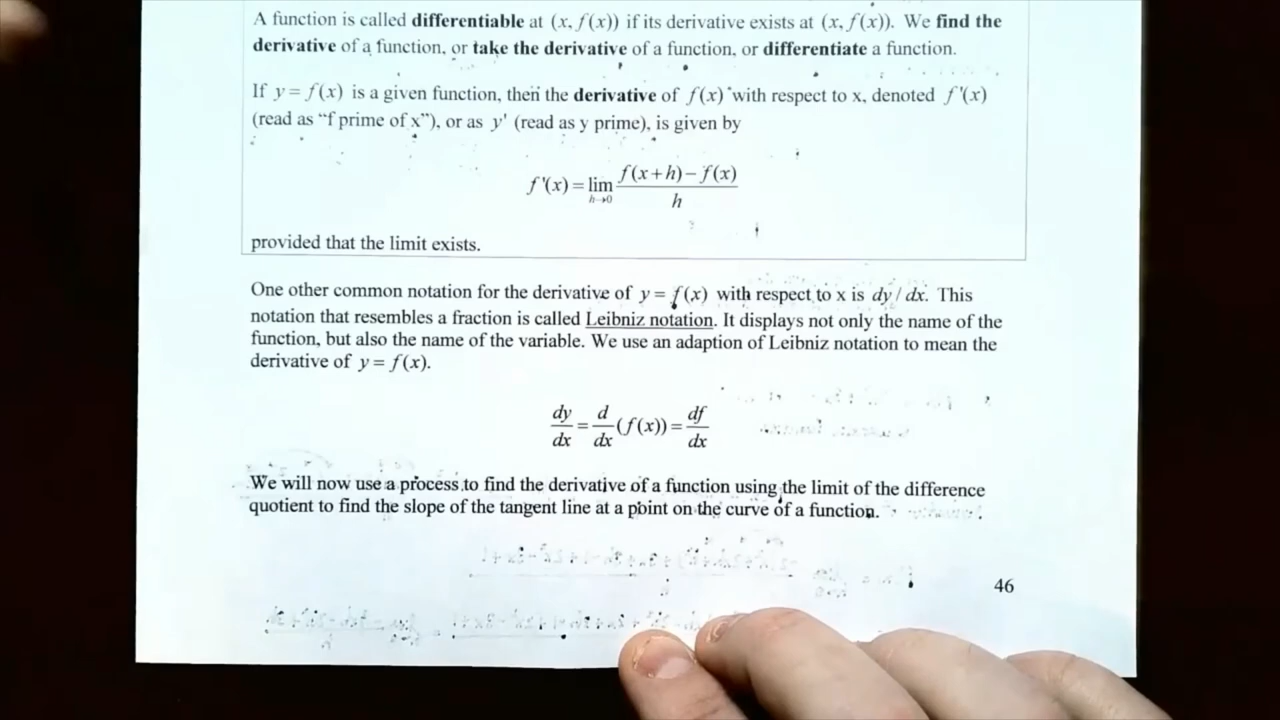 A function is called differentiable at (x, f(x)) if its derivative exists at (x, f(x)). We find the
derivative of a function, or take the derivative of a function, or differentiate a function.
If y = f(x) is a given function, then the derivative of f(x) with respect to x, denoted f'(x)
(read as "f prime of x"), or as y' (read as y prime), is given by
f'(x) = lim h→0 f(x+h) − f(x) / h
provided that the limit exists.
One other common notation for the derivative of y = f(x) with respect to x is dy / dx. This
notation that resembles a fraction is called Leibniz notation. It displays not only the name of the
function, but also the name of the variable. We use an adaption of Leibniz notation to mean the
derivative of y = f(x).
dy/dx = d/dx (f(x)) = df/dx
We will now use a process to find the derivative of a function using the limit of the difference
quotient to find the slope of the tangent line at a point on the curve of a function.
46